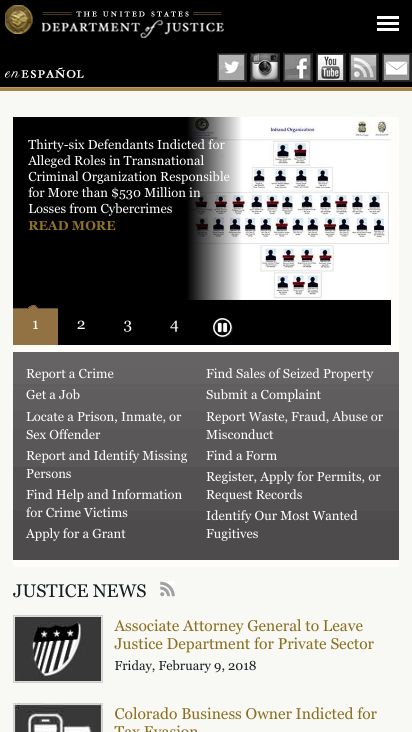 THE UNITED STATES
DEPARTMENT of JUSTICE
en ESPAÑOL
You
Tube
Thirty-six Defendants Indicted for
Alleged Roles in Transnational
Criminal Organization Responsible
for More than $530 Million in
Losses from Cybercrimes
READ MORE
Infraud Organization
1 2 3 4
Report a Crime
Get a Job
Locate a Prison, Inmate, or
Sex Offender
Report and Identify Missing
Persons
Find Help and Information
for Crime Victims
Apply for a Grant
Find Sales of Seized Property
Submit a Complaint
Report Waste, Fraud, Abuse or
Misconduct
Find a Form
Register, Apply for Permits, or
Request Records
Identify Our Most Wanted
Fugitives
JUSTICE NEWS
Associate Attorney General to Leave
Justice Department for Private Sector
Friday, February 9, 2018
Colorado Business Owner Indicted for
Tax Evasion